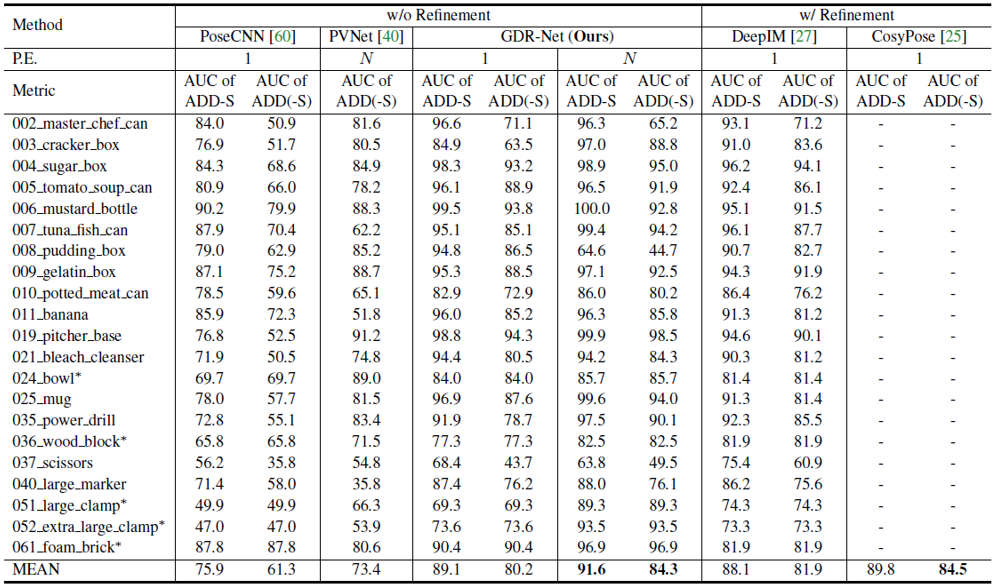 Method w/o Refinement w/ Refinement
PoseCNN [60] PVNet [40] GDR-Net (Ours) DeepIM [27] CosyPose [25]
P.E. 1 N 1 N 1 1
Metric AUC of ADD-S AUC of ADD(-S) AUC of ADD(-S) AUC of ADD-S AUC of ADD(-S) AUC of ADD-S AUC of ADD(-S) AUC of ADD-S AUC of ADD(-S) AUC of ADD-S AUC of ADD(-S)
002_master_chef_can 84.0 50.9 81.6 96.6 71.1 96.3 65.2 93.1 71.2 - -
003_cracker_box 76.9 51.7 80.5 84.9 63.5 97.0 88.8 91.0 83.6 - -
004_sugar_box 84.3 68.6 84.9 98.3 93.2 98.9 95.0 96.2 94.1 - -
005_tomato_soup_can 80.9 66.0 78.2 96.1 88.9 96.5 91.9 92.4 86.1 - -
006_mustard_bottle 90.2 79.9 88.3 99.5 93.8 100.0 92.8 95.1 91.5 - -
007_tuna_fish_can 87.9 70.4 62.2 95.1 85.1 99.4 94.2 96.1 87.7 - -
008_pudding_box 79.0 62.9 85.2 94.8 86.5 64.6 44.7 90.7 82.7 - -
009_gelatin_box 87.1 75.2 88.7 95.3 88.5 97.1 92.5 94.3 91.9 - -
010_potted_meat_can 78.5 59.6 65.1 82.9 72.9 86.0 80.2 86.4 76.2 - -
011_banana 85.9 72.3 51.8 96.0 85.2 96.3 85.8 91.3 81.2 - -
019_pitcher_base 76.8 52.5 91.2 98.8 94.3 99.9 98.5 94.6 90.1 - -
021_bleach_cleanser 71.9 50.5 74.8 94.4 80.5 94.2 84.3 90.3 81.2 - -
024_bowl* 69.7 69.7 89.0 84.0 84.0 85.7 85.7 81.4 81.4 - -
025_mug 78.0 57.7 81.5 96.9 87.6 99.6 94.0 91.3 81.4 - -
035_power_drill 72.8 55.1 83.4 91.9 78.7 97.5 90.1 92.3 85.5 - -
036_wood_block* 65.8 65.8 71.5 77.3 77.3 82.5 82.5 81.9 81.9 - -
037_scissors 56.2 35.8 54.8 68.4 43.7 63.8 49.5 75.4 60.9 - -
040_large_marker 71.4 58.0 35.8 87.4 76.2 88.0 76.1 86.2 75.6 - -
051_large_clamp* 49.9 49.9 66.3 69.3 69.3 89.3 89.3 74.3 74.3 - -
052_extra_large_clamp* 47.0 47.0 53.9 73.6 73.6 93.5 93.5 73.3 73.3 - -
061_foam_brick* 87.8 87.8 80.6 90.4 90.4 96.9 96.9 81.9 81.9 - -
MEAN 75.9 61.3 73.4 89.1 80.2 91.6 84.3 88.1 81.9 89.8 84.5